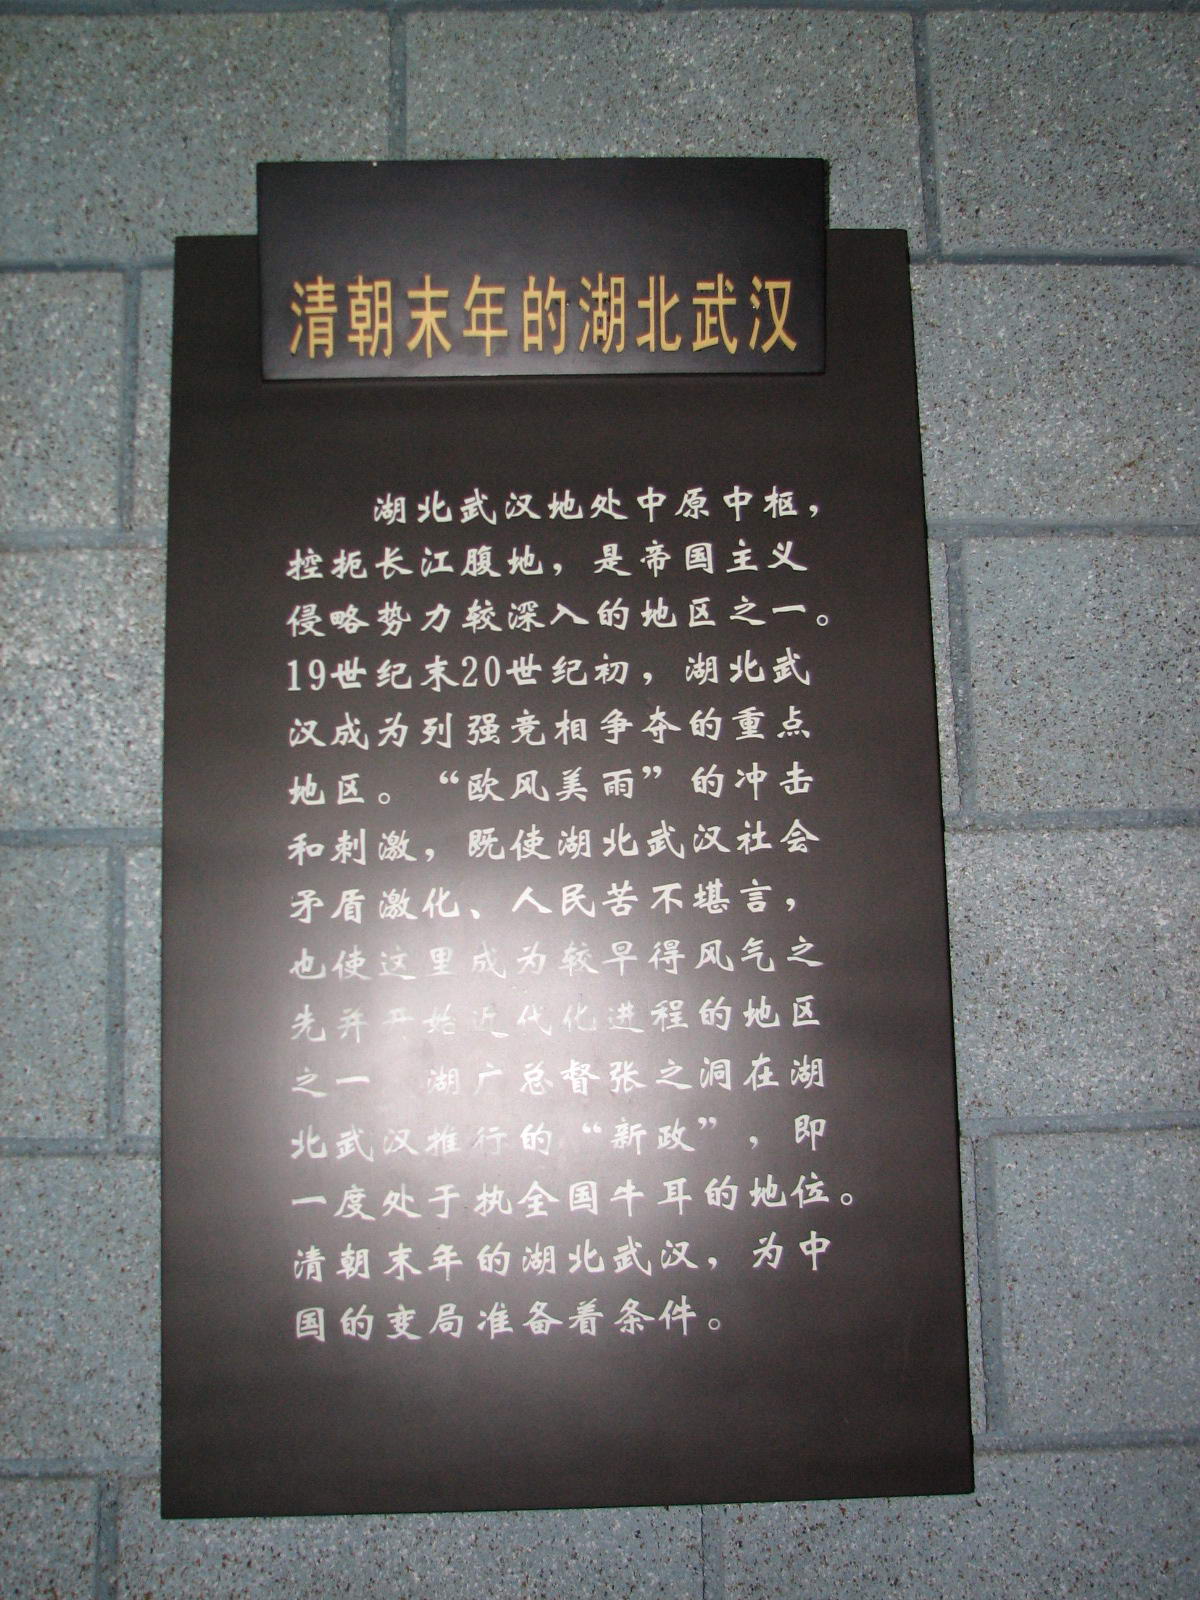 清朝末年的湖北武汉
湖北武汉地处中原中枢，
控扼长江腹地，是帝国主义
侵略势力较深入的地区之一。
19世纪末20世纪初，湖北武
汉成为列强竞相争夺的重点
地区。“欧风美雨”的冲击
和刺激，既使湖北武汉社会
矛盾激化、人民苦不堪言，
也使这里成为较早得风气之
先并开始近代化进程的地区
之一 湖广总督张之洞在湖
北武汉推行的“新政”，即
一度处于执全国牛耳的地位。
清朝末年的湖北武汉，为中
国的变局准备着条件。